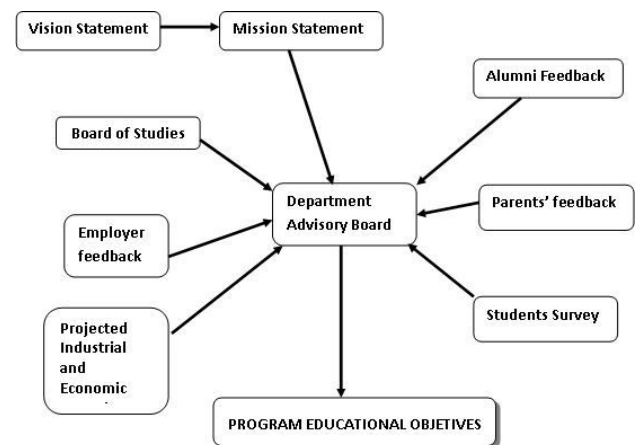 Vision Statement
Mission Statement
Alumni Feedback
Board of Studies
Department
Advisory Board
Parents' feedback
Employer
feedback
Students Survey
Projected
Industrial
and
Economic
PROGRAM EDUCATIONAL OBJETIVES